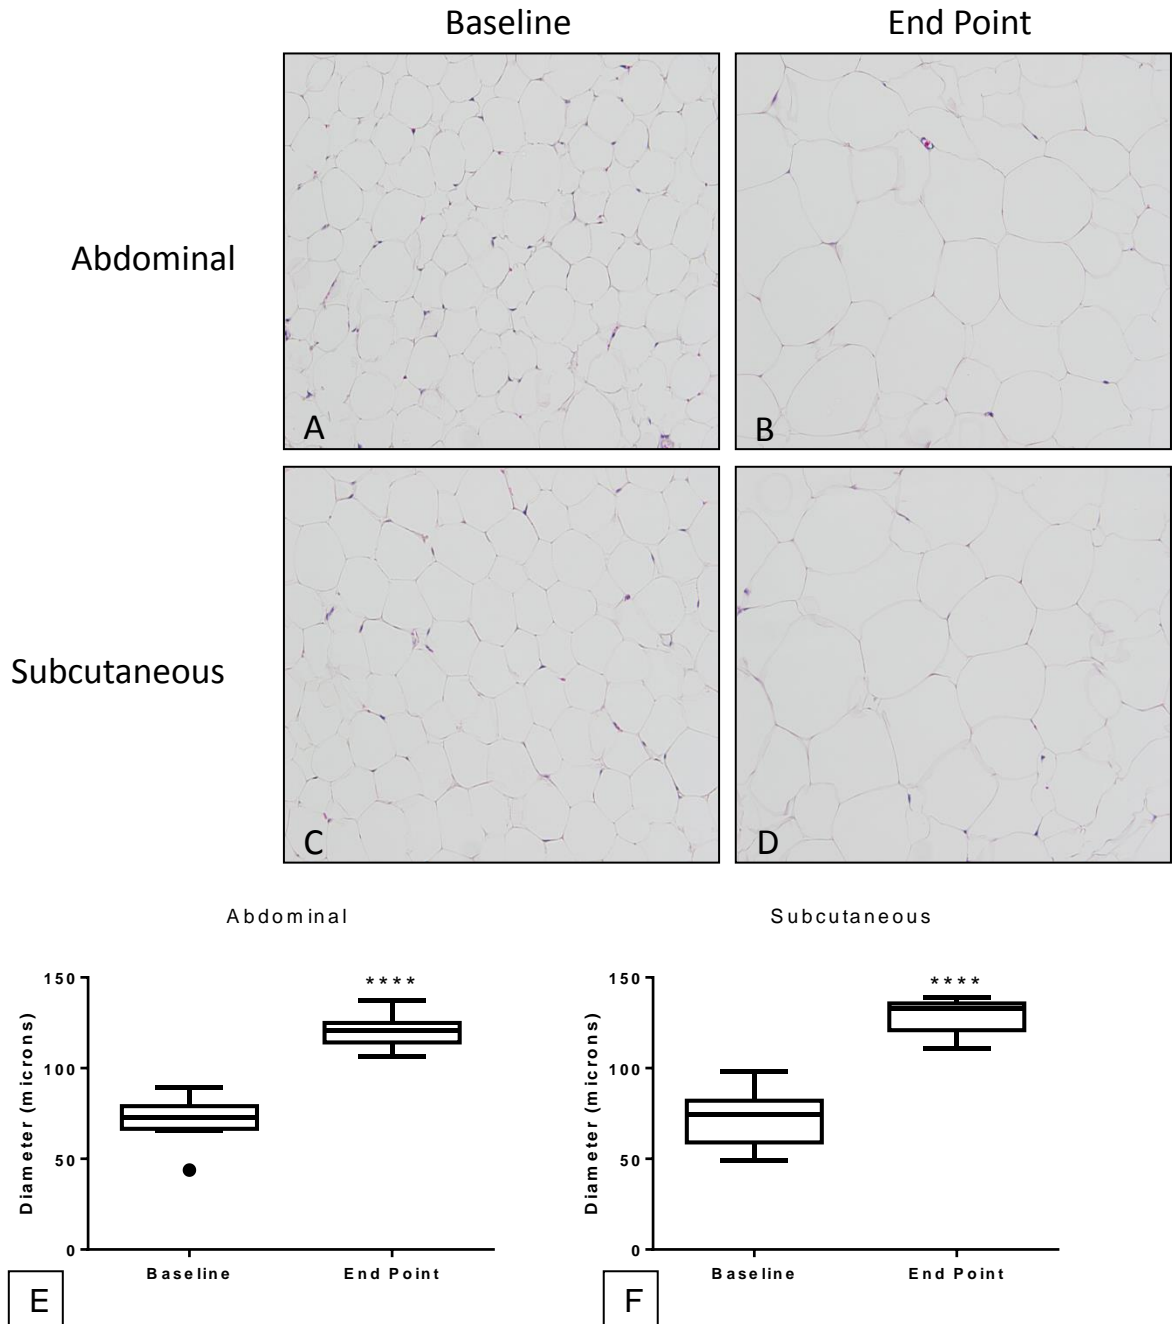 Baseline End Point
Abdominal
A B
Subcutaneous
C D
Abdominal Subcutaneous
150
100
50
0
Diameter (microns)
****
Baseline End Point
E
150
100
50
0
Diameter (microns)
****
Baseline End Point
F